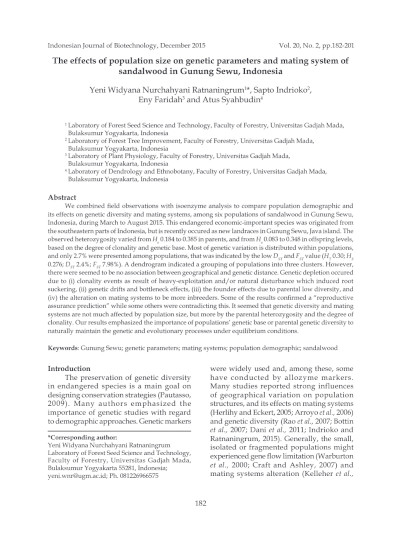 Indonesian Journal of Biotechnology, December 2015 Vol. 20, No. 2, pp.182-201
The effects of population size on genetic parameters and mating system of
sandalwood in Gunung Sewu, Indonesia
Yeni Widyana Nurchahyani Ratnaningrum1*, Sapto Indrioko2,
Eny Faridah3 and Atus Syahbudin4
1 Laboratory of Forest Seed Science and Technology, Faculty of Forestry, Universitas Gadjah Mada,
Bulaksumur Yogyakarta, Indonesia
2 Laboratory of Forest Tree Improvement, Faculty of Forestry, Universitas Gadjah Mada,
Bulaksumur Yogyakarta, Indonesia
3 Laboratory of Plant Physiology, Faculty of Forestry, Universitas Gadjah Mada,
Bulaksumur Yogyakarta, Indonesia
4 Laboratory of Dendrology and Ethnobotany, Faculty of Forestry, Universitas Gadjah Mada,
Bulaksumur Yogyakarta, Indonesia
Abstract
We combined field observations with isoenzyme analysis to compare population demographic and
its effects on genetic diversity and mating systems, among six populations of sandalwood in Gunung Sewu,
Indonesia, during March to August 2015. This endangered economic-important species was originated from
the southeastern parts of Indonesia, but is recently occured as new landraces in Gunung Sewu, Java island. The
observed heterozygosity varied from Ho 0.184 to 0.385 in parents, and from Ho 0.083 to 0.348 in offspring levels,
based on the degree of clonality and genetic base. Most of genetic variation is distributed within populations,
and only 2.7% were presented among populations, that was indicated by the low DST and FST value (HT 0.30; HS
0.276; DST 2.4%; FST 7.98%). A dendrogram indicated a grouping of populations into three clusters. However,
there were seemed to be no association between geographical and genetic distance. Genetic depletion occured
due to (i) clonality events as result of heavy-exploitation and/or natural disturbance which induced root
suckering, (ii) genetic drifts and bottleneck effects, (iii) the founder effects due to parental low diversity, and
(iv) the alteration on mating systems to be more inbreeders. Some of the results confirmed a "reproductive
assurance prediction" while others were contradicting this. It seemed that genetic diversity and mating
systems are not much affected by population size, but more by the parental heterozygosity and the degree of
clonality. Our results emphasized the importance of populations' genetic base or parental genetic diversity to
naturally maintain the genetic and evolutionary processes under equilibrium conditions.
Keywords: Gunung Sewu; genetic parameters; mating systems; population demographic; sandalwood
Introduction
The preservation of genetic diversity
in endangered species is a main goal on
designing conservation strategies (Pautasso,
2009). Many authors emphasized the
importance of genetic studies with regard
to demographic approaches. Genetic markers
*Corresponding author:
Yeni Widyana Nurchahyani Ratnaningrum
Laboratory of Forest Seed Science and Technology,
Faculty of Forestry, Universitas Gadjah Mada,
Bulaksumur Yogyakarta 55281, Indonesia;
yeni.wnr@ugm.ac.id; Ph. 081226966575
were widely used and, among these, some
have conducted by allozyme markers.
Many studies reported strong influences
of geographical variation on population
structures, and its effects on mating systems
(Herlihy and Eckert, 2005; Arroyo et al., 2006)
and genetic diversity (Rao et al., 2007; Bottin
et al., 2007; Dani et al., 2011; Indrioko and
Ratnaningrum, 2015). Generally, the small,
isolated or fragmented populations might
experienced gene flow limitation (Warburton
et al., 2000; Craft and Ashley, 2007) and
mating systems alteration (Kelleher et al.,
182